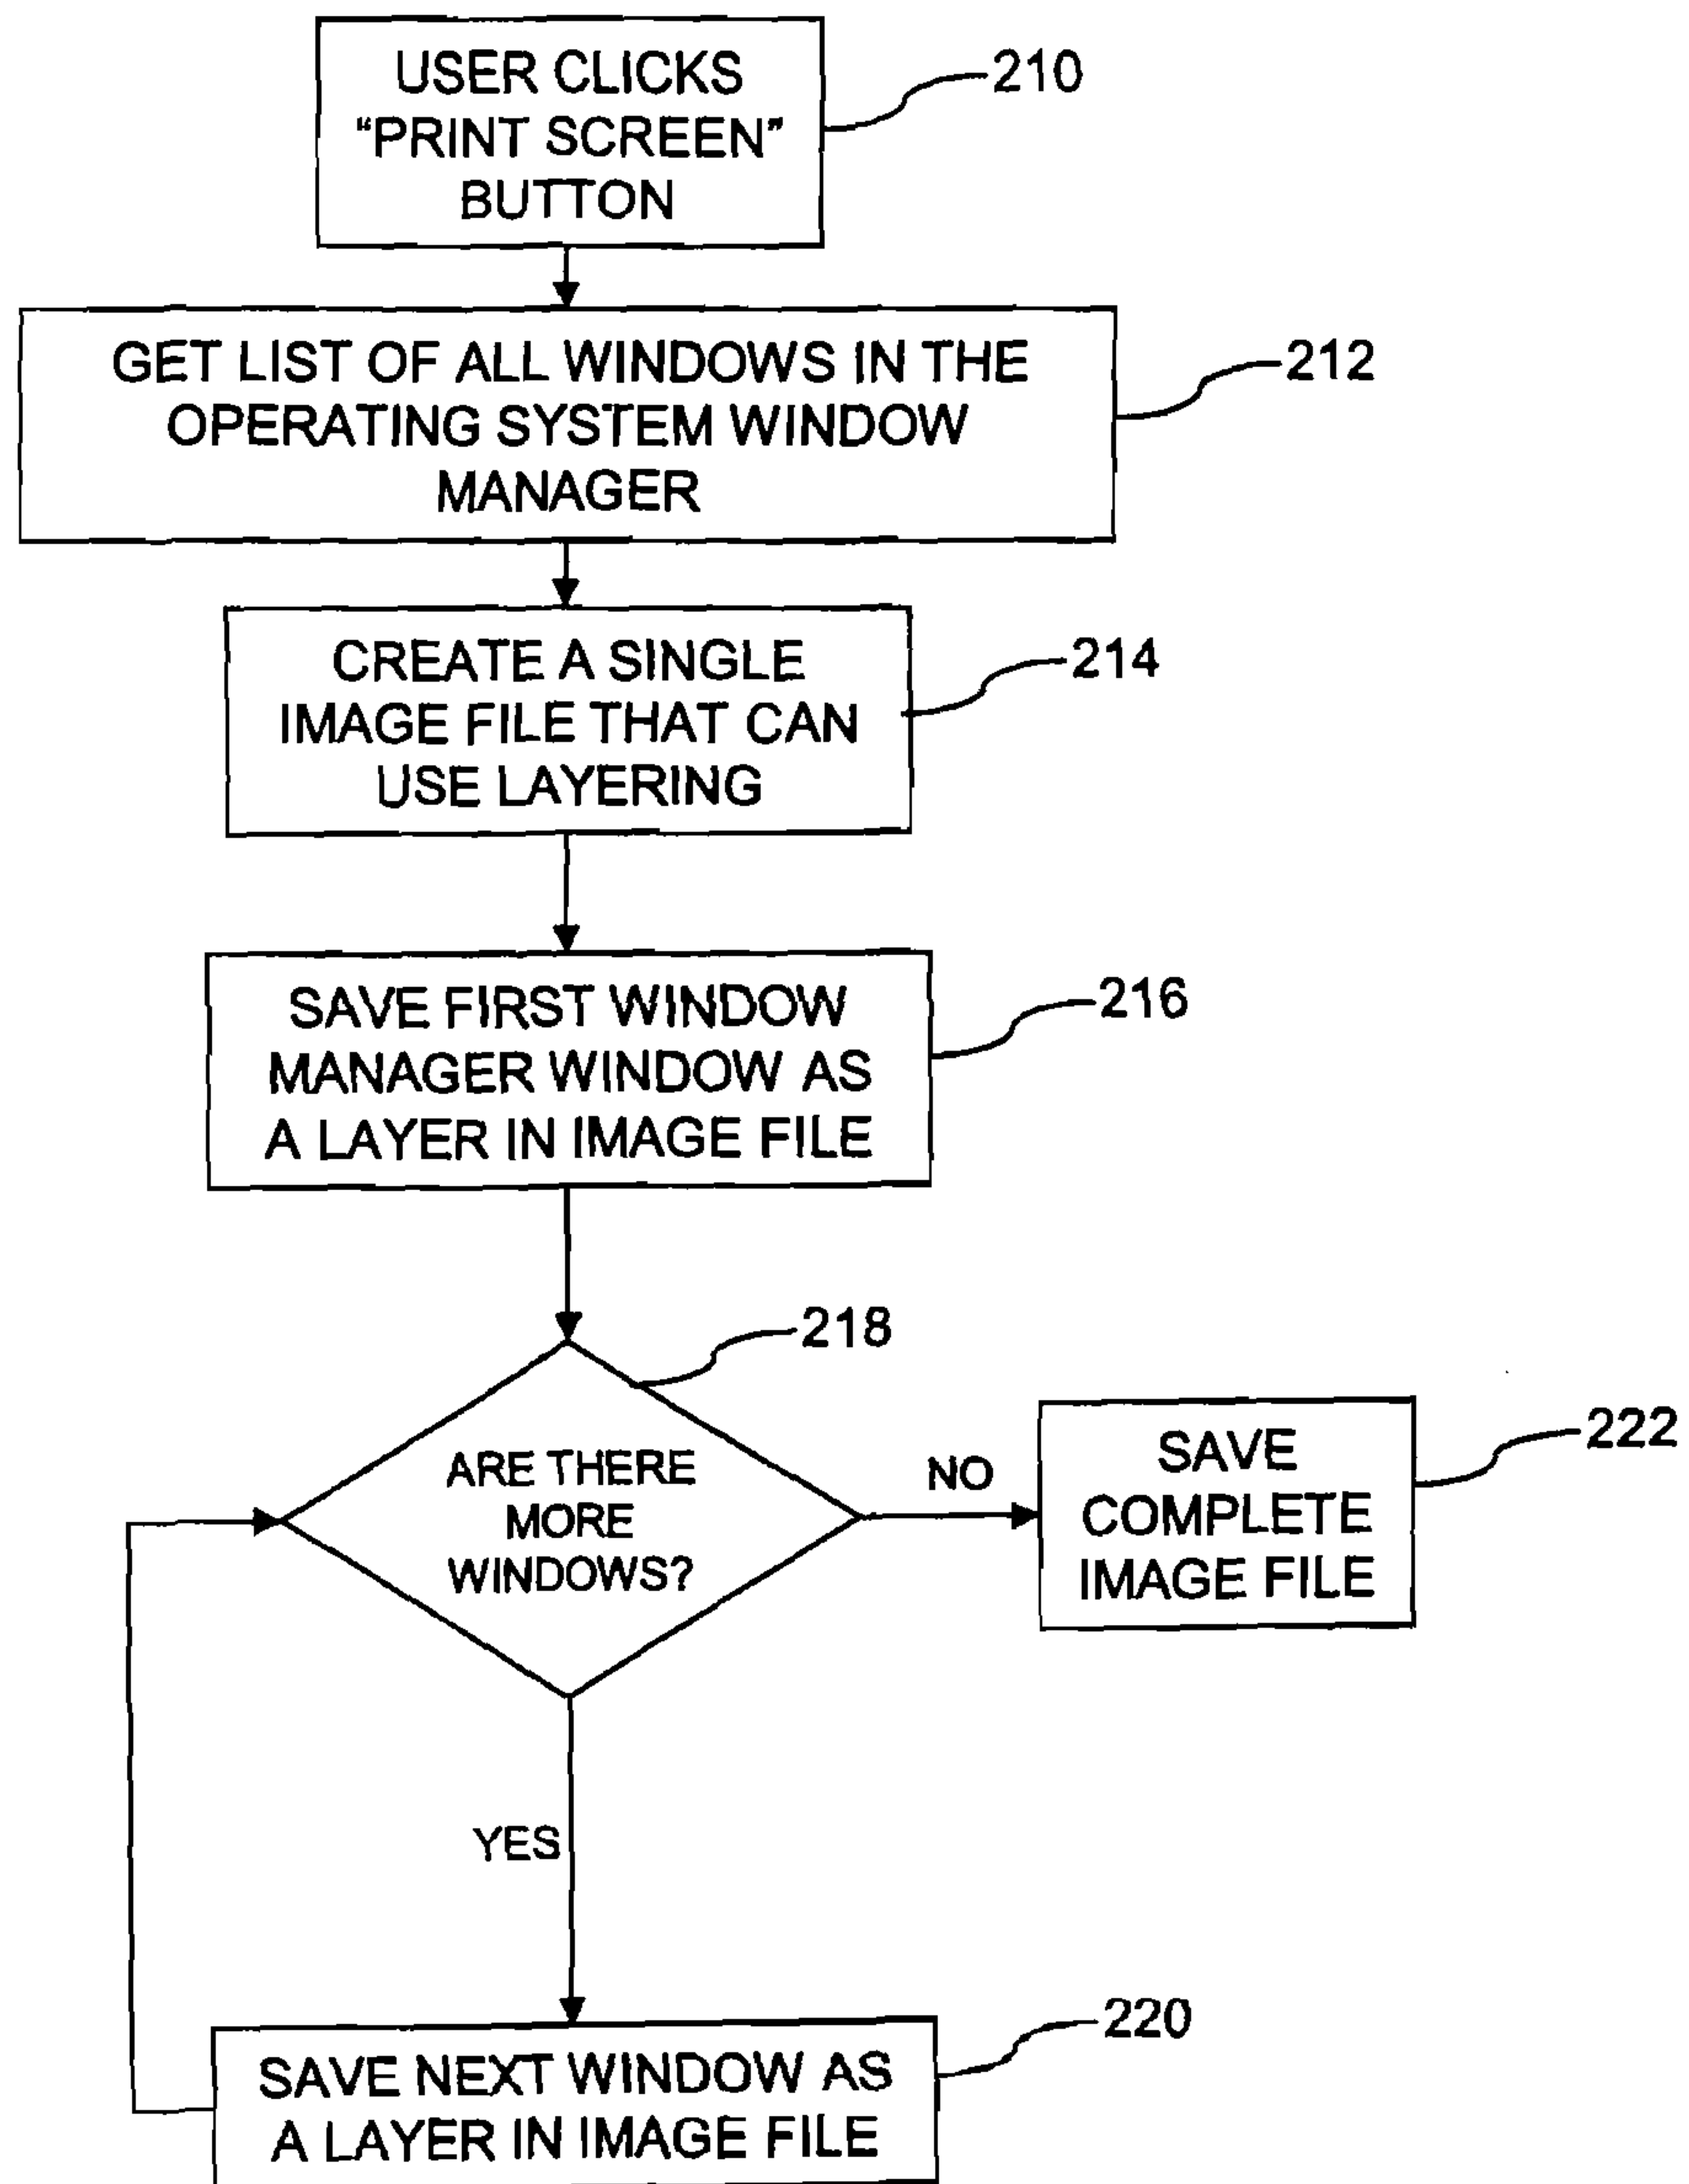 USER CLICKS
“PRINT SCREEN”
BUTTON
210
GET LIST OF ALL WINDOWS IN THE
OPERATING SYSTEM WINDOW
MANAGER
212
CREATE A SINGLE
IMAGE FILE THAT CAN
USE LAYERING
214
SAVE FIRST WINDOW
MANAGER WINDOW AS
A LAYER IN IMAGE FILE
216
218
ARE THERE
MORE
WINDOWS?
NO
SAVE
COMPLETE
IMAGE FILE
222
YES
220
SAVE NEXT WINDOW AS
A LAYER IN IMAGE FILE